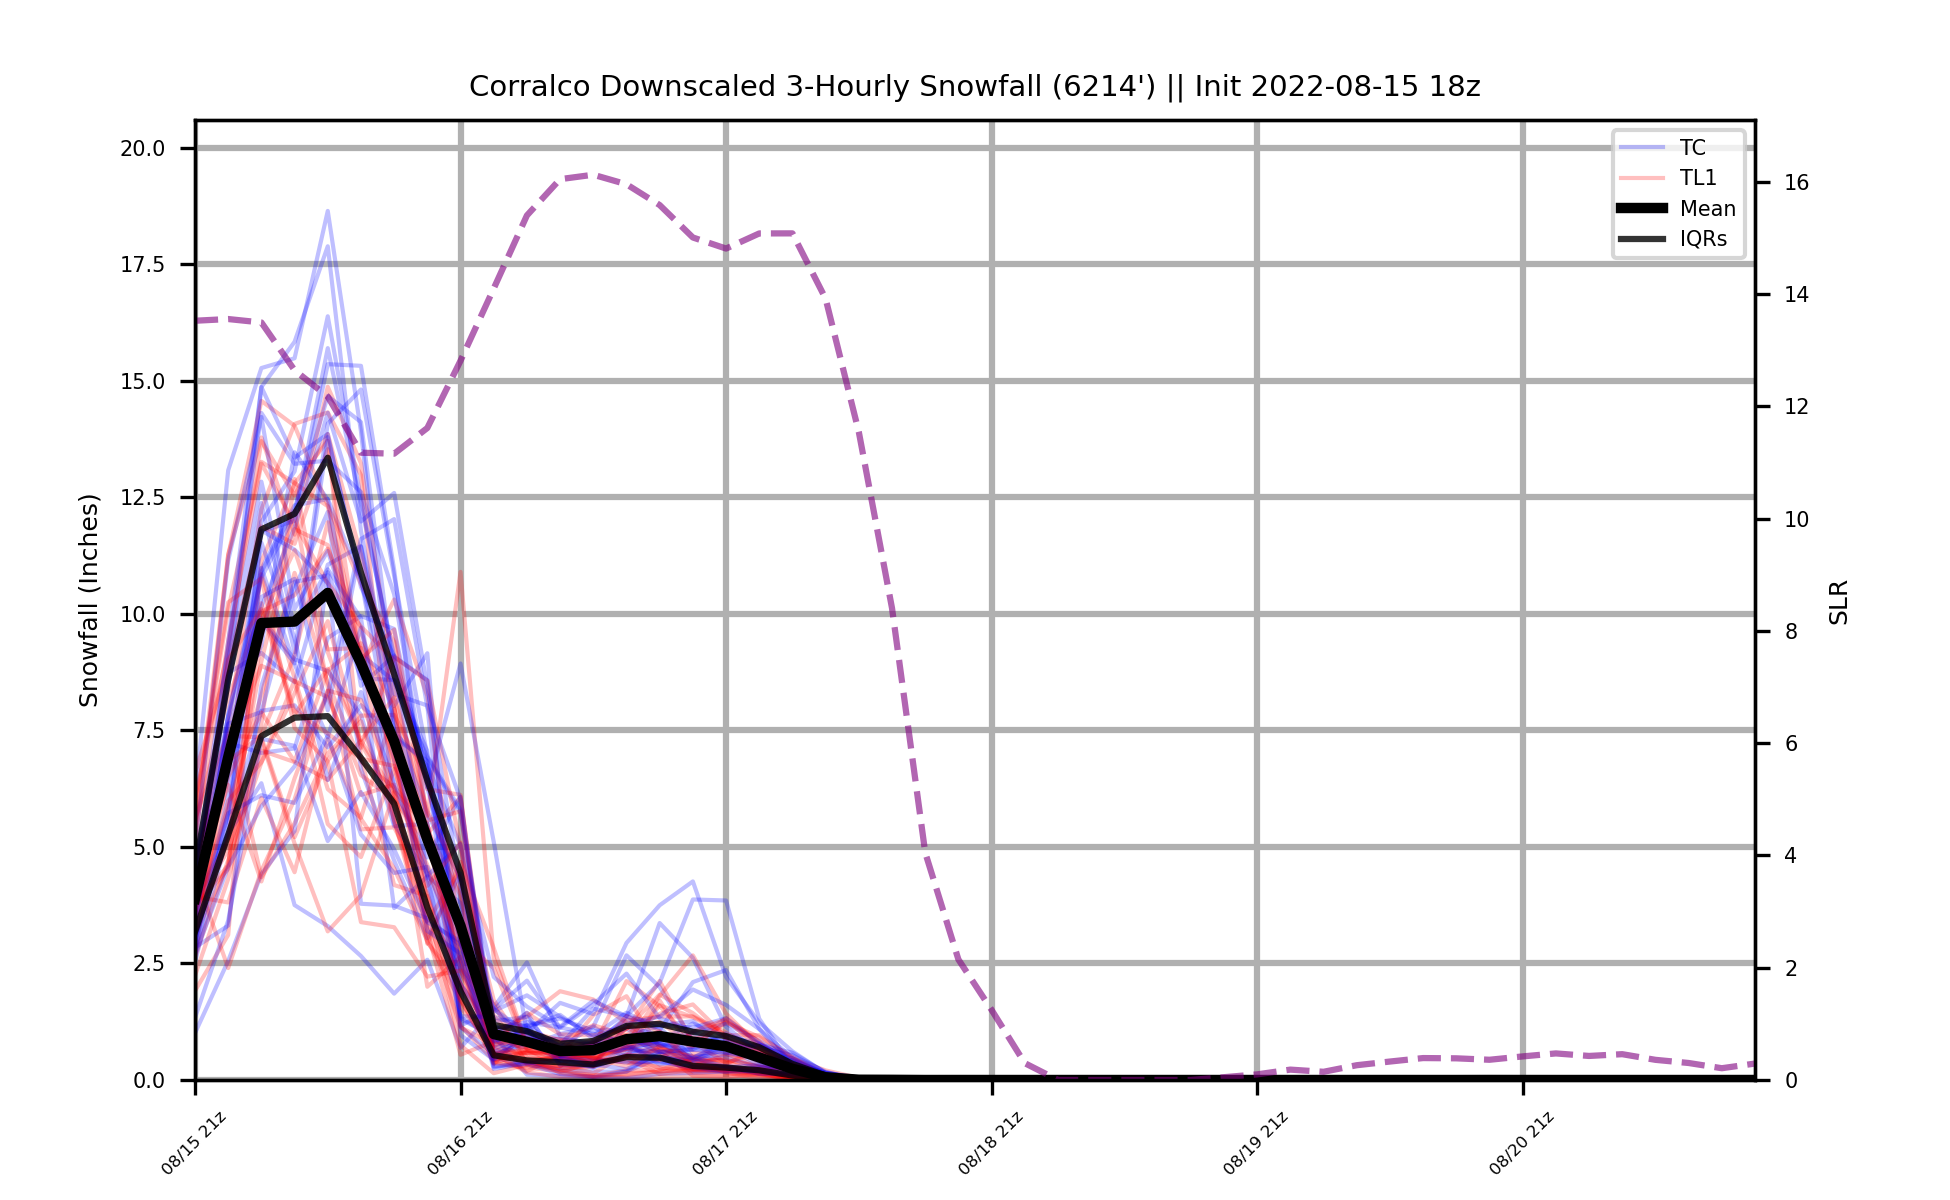 Corralco Downscaled 3-Hourly Snowfall (6214') || Init 2022-08-15 18z
TC
TL1
Mean
IQRs
Snowfall (Inches)
20.0
17.5
15.0
12.5
10.0
7.5
5.0
2.5
0.0
16
14
12
10
8
6
4
2
0
SLR
08/15 21z
08/16 21z
08/17 21z
08/18 21z
08/19 21z
08/20 21z